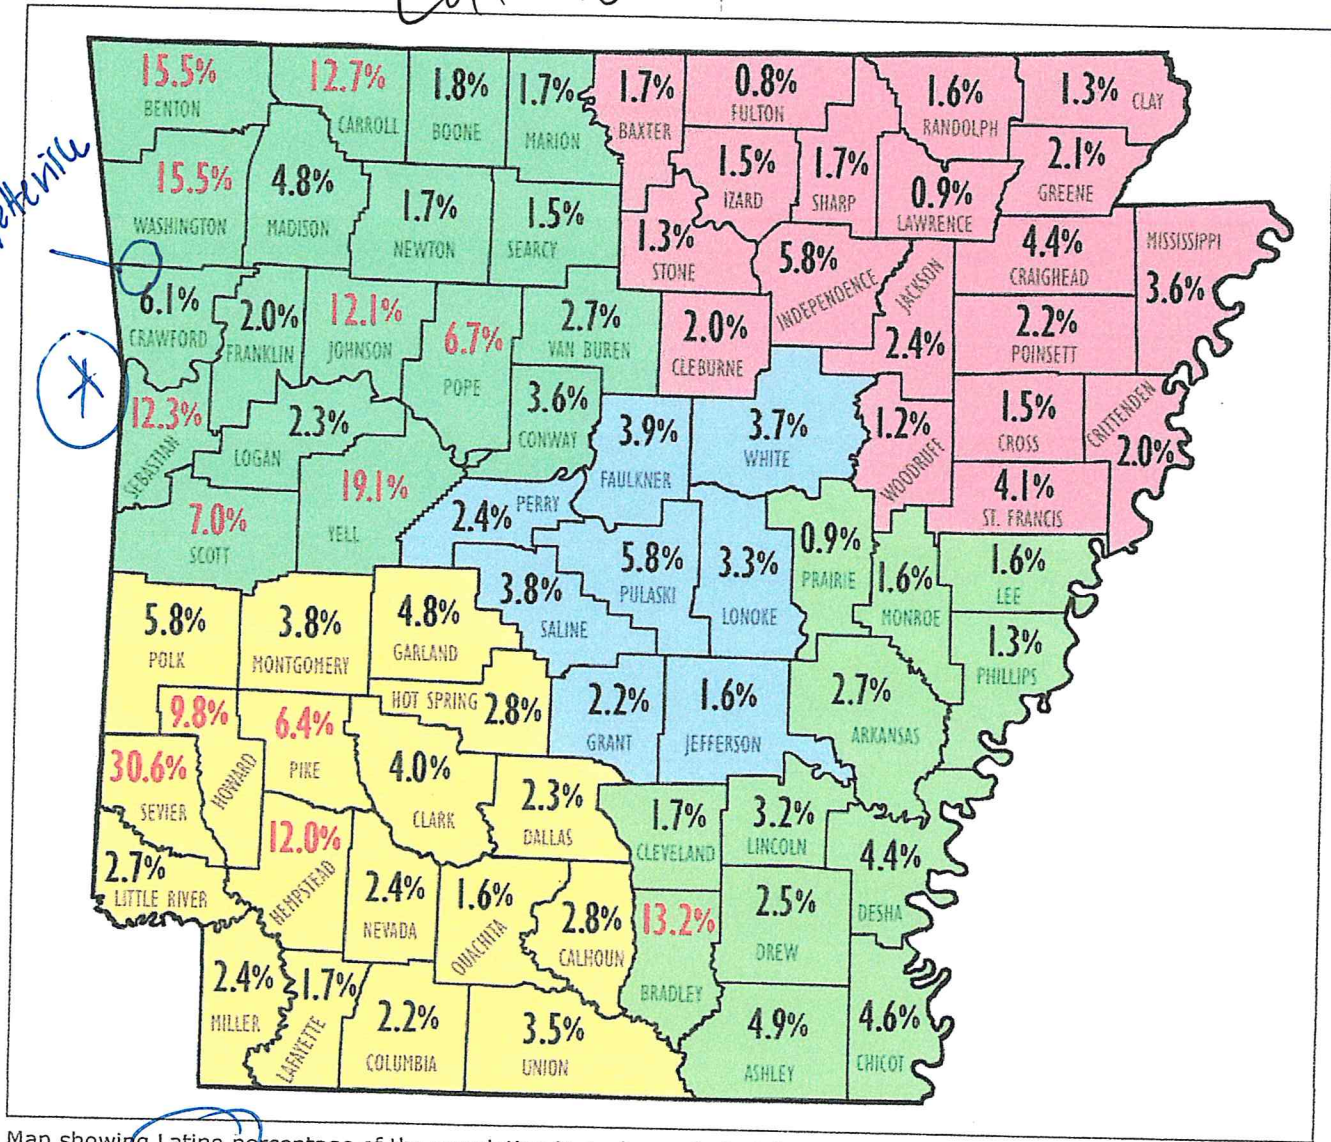 15.5%
BENTON
12.7%
CARROLL
1.8%
BOONE
1.7%
MARION
1.7%
BAXTER
0.8%
FULTON
1.6%
RANDOLPH
1.3% CLAY
15.5%
WASHINGTON
4.8%
MADISON
1.7%
NEWTON
1.5%
SEARCY
1.5%
IZARD
1.7%
SHARP
0.9%
LAWRENCE
2.1%
GREENE
1.3%
STONE
5.8%
INDEPENDENCE
JACKSON
2.4%
4.4%
CRAIGHEAD
MISSISSIPPI
3.6%
6.1%
CRAWFORD
2.0%
FRANKLIN
12.1%
JOHNSON
6.7%
POPE
2.7%
VAN BUREN
2.0%
CLEBURNE
2.2%
POINSETT
12.3%
SEBASTIAN
2.3%
LOGAN
3.6%
CONWAY
3.9%
FAULKNER
3.7%
WHITE
1.2%
WOODRUFF
1.5%
CROSS
CRITTENDEN
2.0%
7.0%
SCOTT
19.1%
YELL
2.4% PERRY
4.1%
ST. FRANCIS
3.8%
SALINE
5.8%
PULASKI
3.3%
LONOKE
0.9%
PRAIRIE
1.6%
MONROE
1.6%
LEE
5.8%
POLK
3.8%
MONTGOMERY
4.8%
GARLAND
1.3%
PHILLIPS
9.8%
HOWARD
6.4%
PIKE
HOT SPRING 2.8%
2.2%
GRANT
1.6%
JEFFERSON
2.7%
ARKANSAS
30.6%
SEVIER
4.0%
CLARK
2.3%
DALLAS
1.7%
CLEVELAND
3.2%
LINCOLN
4.4%
DESHA
2.7%
LITTLE RIVER
12.0%
HEMPSTEAD
2.4%
NEVADA
1.6%
OUACHITA
2.8%
CALHOUN
13.2%
BRADLEY
2.5%
DREW
2.4%
MILLER
1.7%
LAFAYETTE
2.2%
COLUMBIA
3.5%
UNION
4.9%
ASHLEY
4.6%
CHICOT
Map showing Latino percentage of the